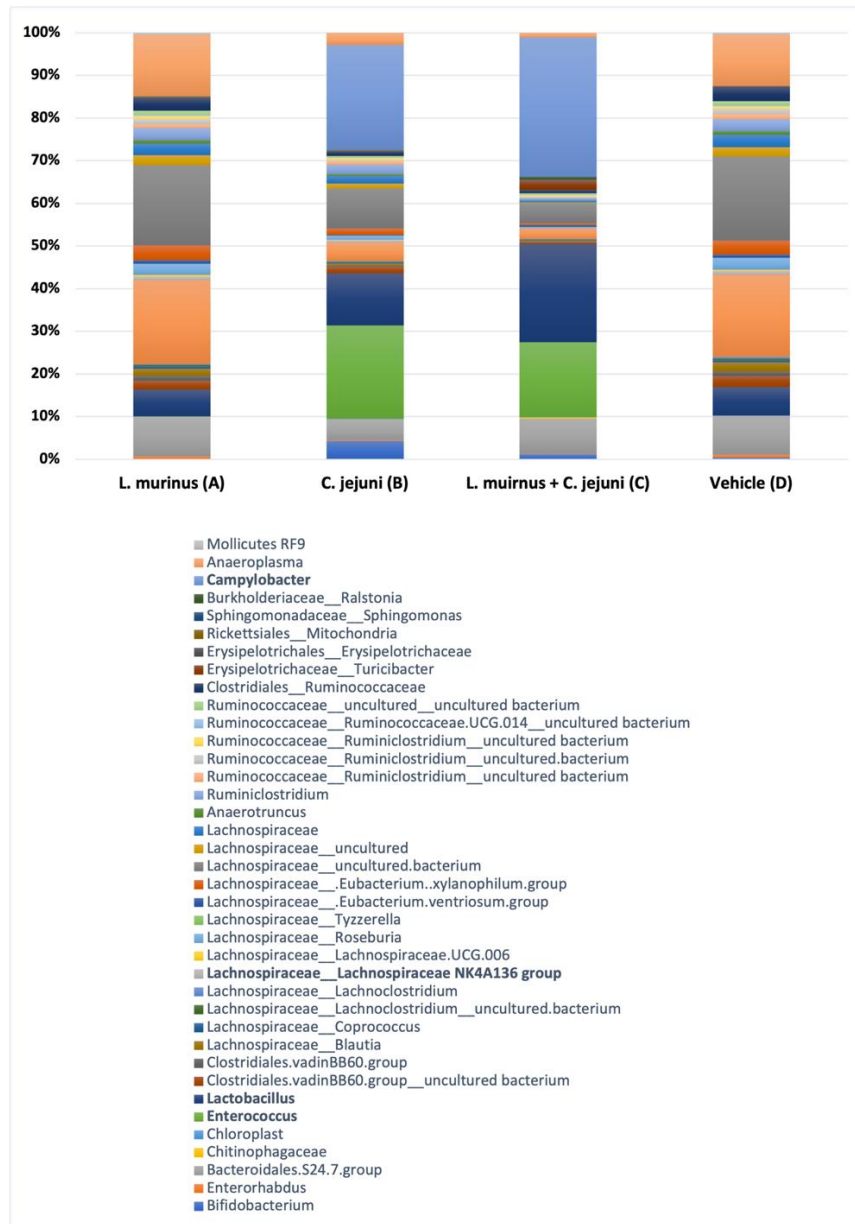 100%
90%
80%
70%
60%
50%
40%
30%
20%
10%
0%
L. murinus (A) C. jejuni (B) L. muirnus + C. jejuni (C) Vehicle (D)
Mollicutes RF9
Anaeroplasma
Campylobacter
Burkholderiaceae__Ralstonia
Sphingomonadaceae__Sphingomonas
Rickettsiales__Mitochondria
Erysipelotrichales__Erysipelotrichaceae
Erysipelotrichaceae__Turicibacter
Clostridiales__Ruminococcaceae
Ruminococcaceae__uncultured__uncultured bacterium
Ruminococcaceae__Ruminococcaceae.UCG.014__uncultured bacterium
Ruminococcaceae__Ruminiclostridium__uncultured bacterium
Ruminococcaceae__Ruminiclostridium__uncultured.bacterium
Ruminococcaceae__Ruminiclostridium__uncultured bacterium
Ruminiclostridium
Anaerotruncus
Lachnospiraceae
Lachnospiraceae__uncultured
Lachnospiraceae__uncultured.bacterium
Lachnospiraceae__.Eubacterium..xylanophilum.group
Lachnospiraceae__.Eubacterium.ventriosum.group
Lachnospiraceae__Tyzzerella
Lachnospiraceae__Roseburia
Lachnospiraceae__Lachnospiraceae.UCG.006
Lachnospiraceae__Lachnospiraceae NK4A136 group
Lachnospiraceae__Lachnoclostridium
Lachnospiraceae__Lachnoclostridium__uncultured.bacterium
Lachnospiraceae__Coprococcus
Lachnospiraceae__Blautia
Clostridiales.vadinBB60.group
Clostridiales.vadinBB60.group__uncultured bacterium
Lactobacillus
Enterococcus
Chloroplast
Chitinophagaceae
Bacteroidales.S24.7.group
Enterorhabdus
Bifidobacterium